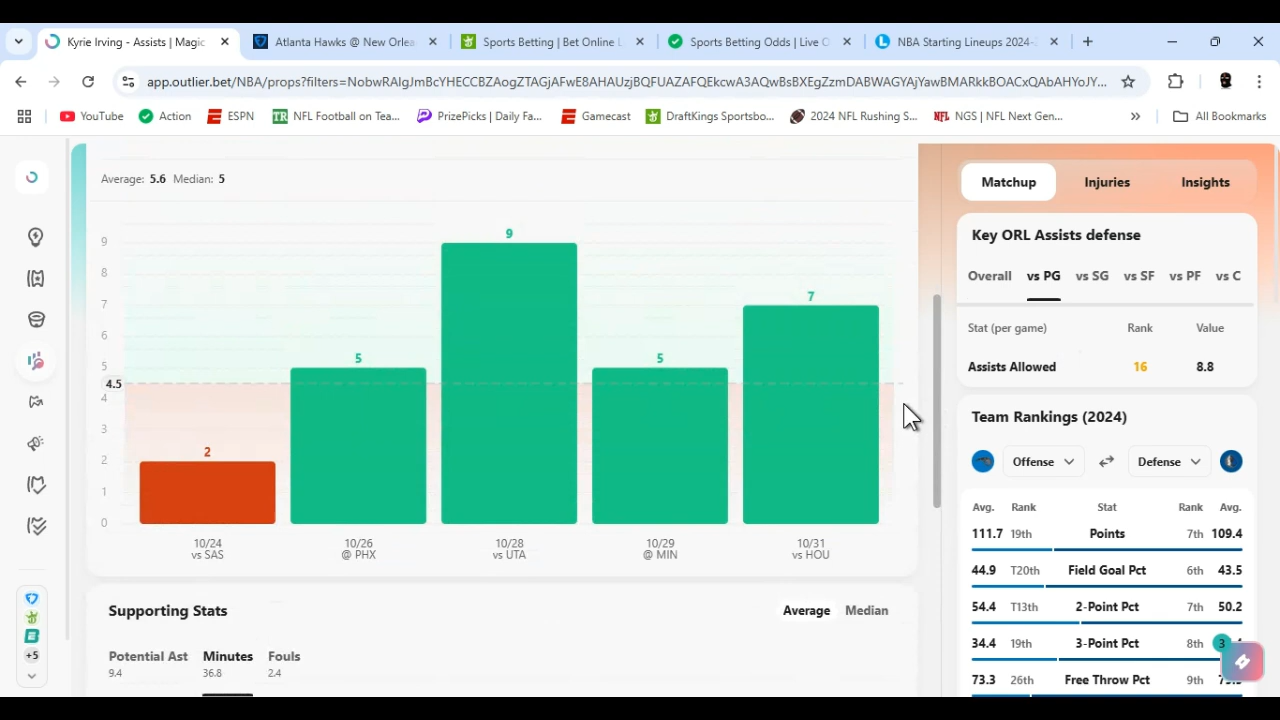 Kyrie Irving - Assists | Magic
Atlanta Hawks @ New Orlea
Sports Betting | Bet Online L
Sports Betting Odds | Live O
NBA Starting Lineups 2024-
app.outlier.bet/NBA/props?filters=NobwRAlgJmBcYHECCBZAogZTAGjAFwE8AHAUzjBQFUAZAFQEkcwA3AQwBsBXEgZzmDABWAGYAjYawBMARkkBOACxQAbAHYoJY...
YouTube
Action
ESPN
NFL Football on Tea...
PrizePicks | Daily Fa...
Gamecast
DraftKings Sportsbo...
2024 NFL Rushing S...
NFL NGS | NFL Next Gen...
All Bookmarks
Average: 5.6 Median: 5
9
8
7
6
5
4.5
4
3
2
1
0
2
5
9
5
7
10/24
vs SAS
10/26
@ PHX
10/28
vs UTA
10/29
@ MIN
10/31
vs HOU
Supporting Stats
Average Median
Potential Ast Minutes Fouls
9.4 36.8 2.4
+5
Matchup Injuries Insights
Key ORL Assists defense
Overall vs PG vs SG vs SF vs PF vs C
Stat (per game) Rank Value
Assists Allowed 16 8.8
Team Rankings (2024)
Offense Defense
Avg. Rank Stat Rank Avg.
111.7 19th Points 7th 109.4
44.9 T20th Field Goal Pct 6th 43.5
54.4 T13th 2-Point Pct 7th 50.2
34.4 19th 3-Point Pct 8th
3
73.3 26th Free Throw Pct 9th